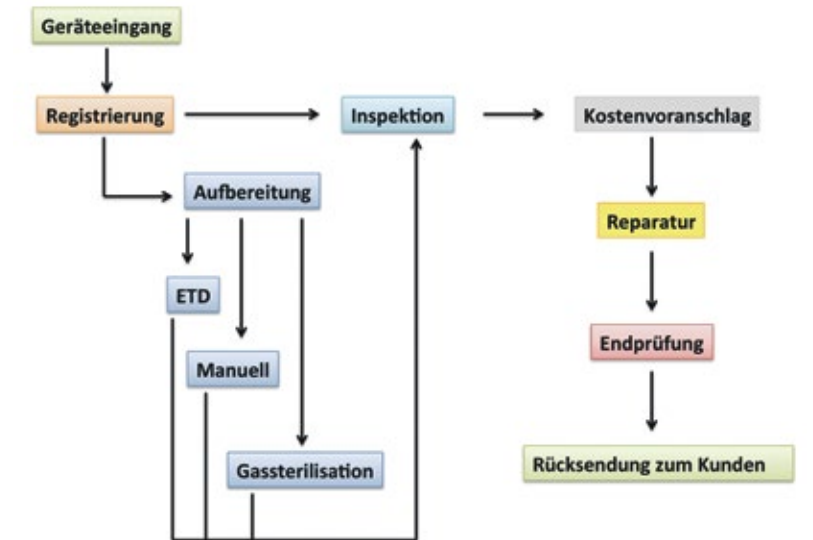 Geräteeingang
Registrierung
Inspektion
Kostenvoranschlag
Aufbereitung
Reparatur
ETD
Endprüfung
Manuell
Gassterilisation
Rücksendung zum Kunden